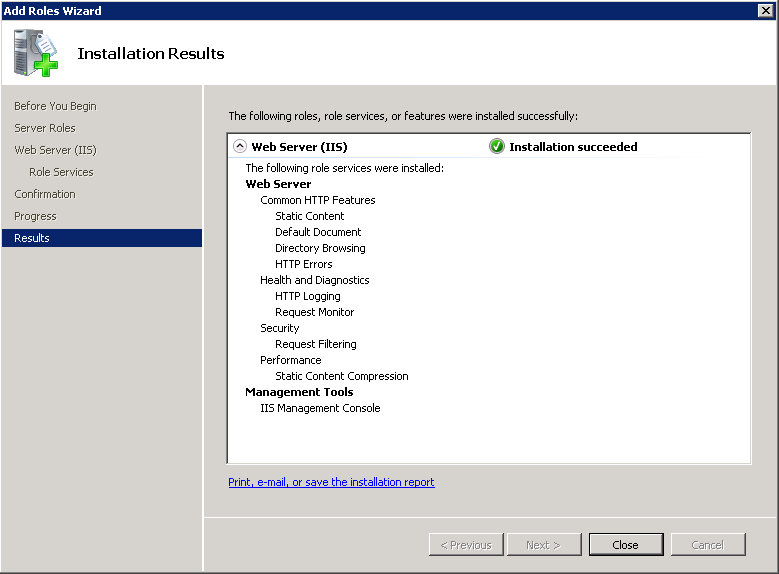 Add Roles Wizard
Installation Results
Before You Begin
Server Roles
Web Server (IIS)
Role Services
Confirmation
Progress
Results
The following roles, role services, or features were installed successfully:
Web Server (IIS) Installation succeeded
The following role services were installed:
Web Server
Common HTTP Features
Static Content
Default Document
Directory Browsing
HTTP Errors
Health and Diagnostics
HTTP Logging
Request Monitor
Security
Request Filtering
Performance
Static Content Compression
Management Tools
IIS Management Console
Print, e-mail, or save the installation report
< Previous Next > Close Cancel